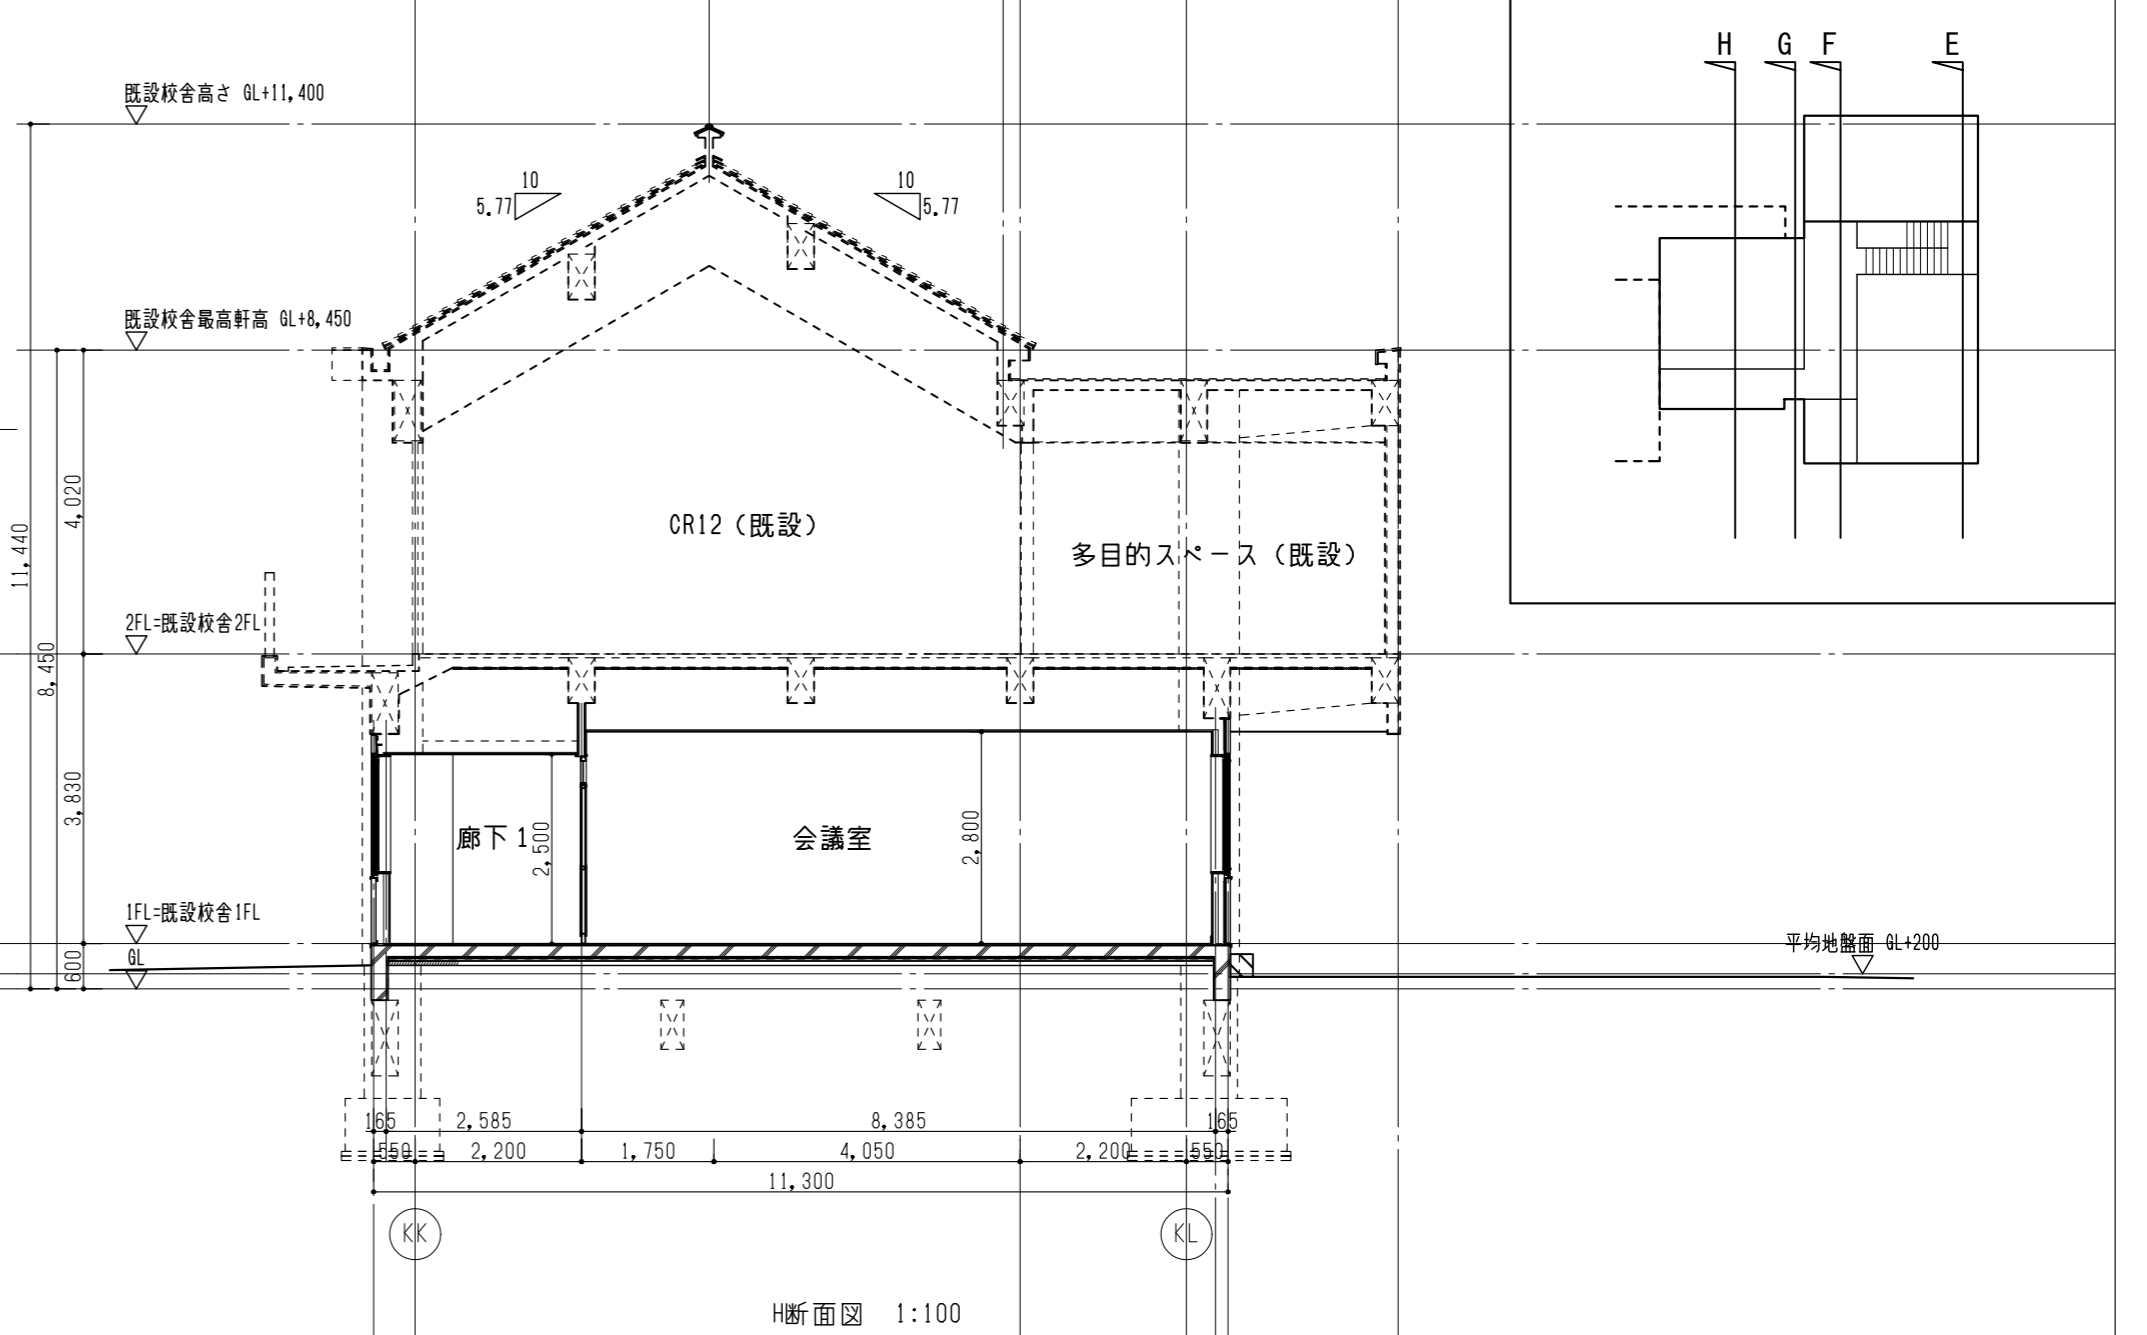 H G F E
既設校舎高さ GL+11,400
10
5.77
10
5.77
既設校舎最高軒高 GL+8,450
11,440
8,450
4,020
3,830
600
CR12（既設）
多目的スペース（既設）
2FL=既設校舎2FL
廊下1
2,500
会議室
2,800
1FL=既設校舎1FL
GL
平均地盤面 GL+200
165 2,585 8,385 165
550 2,200 1,750 4,050 2,200 550
11,300
KK KL
H断面図 1:100